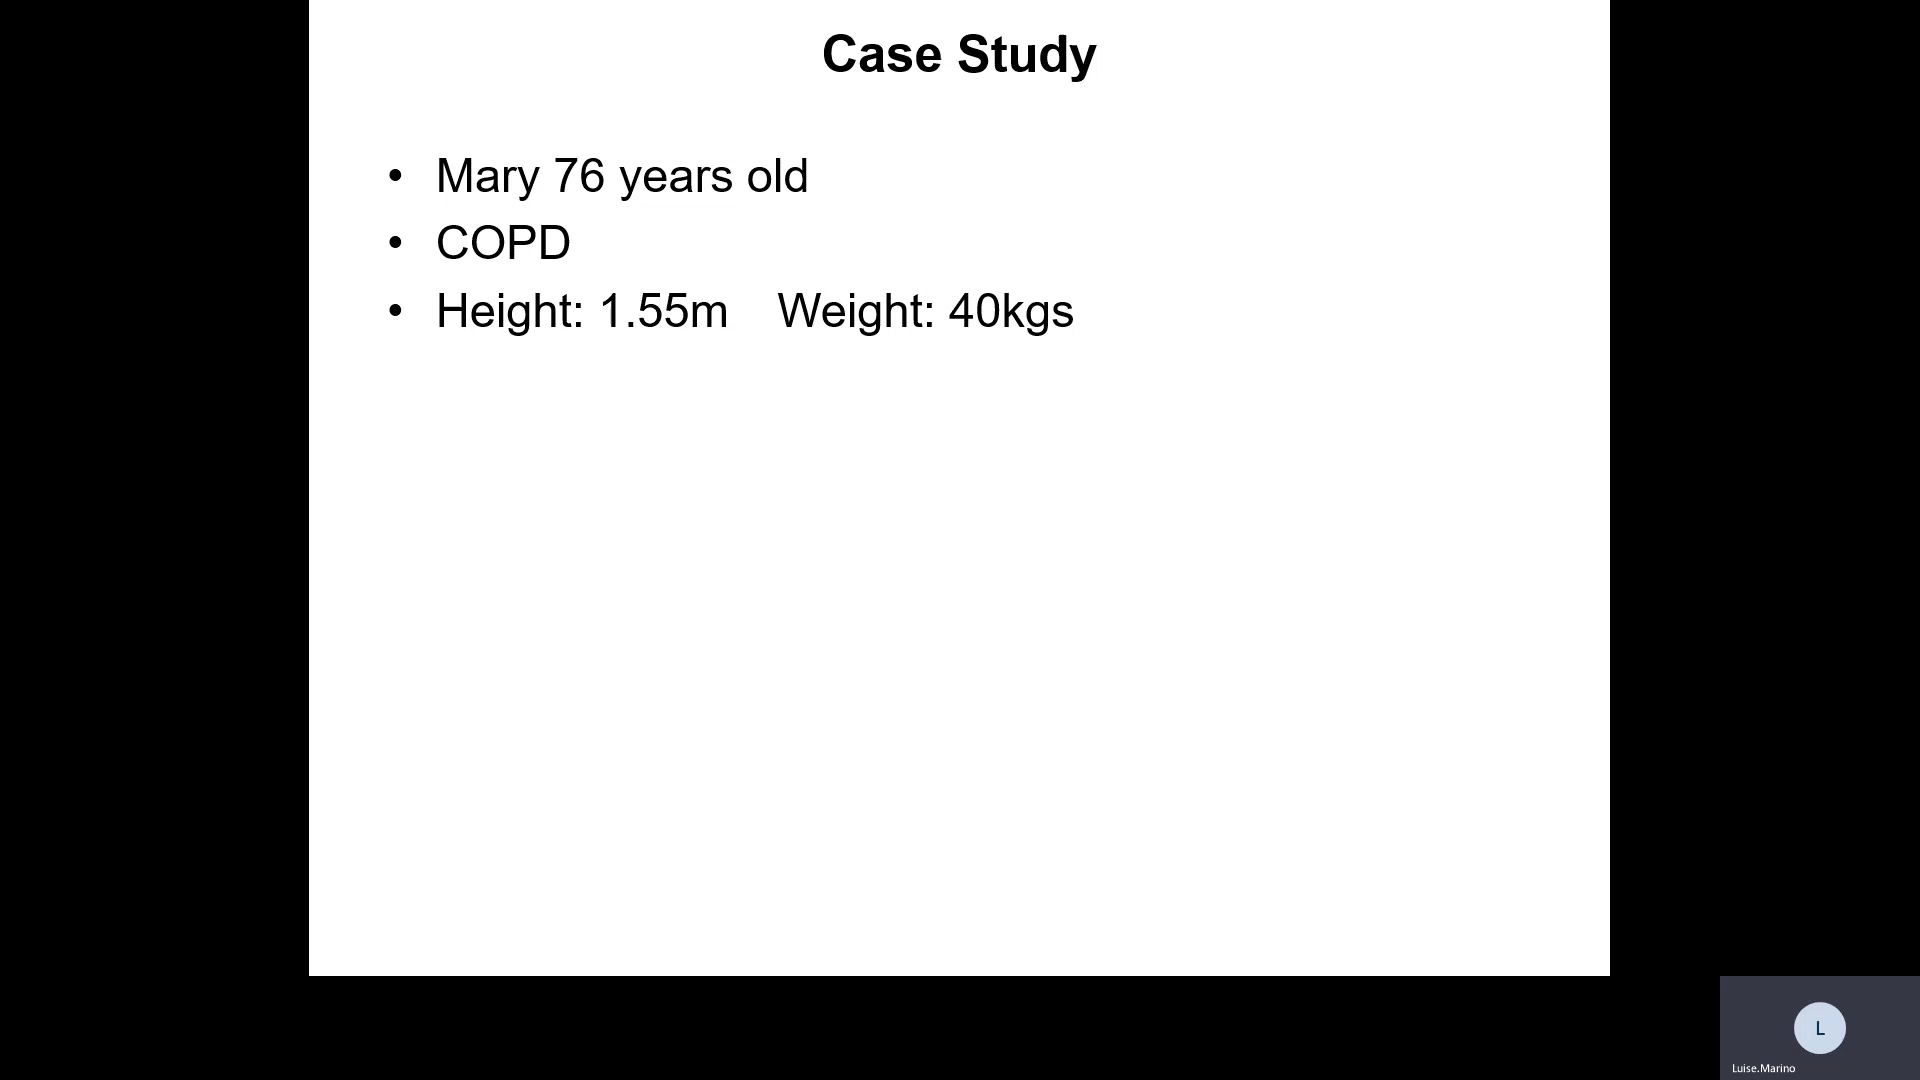 Case Study
• Mary 76 years old
• COPD
• Height: 1.55m Weight: 40kgs
L
Luise.Marino